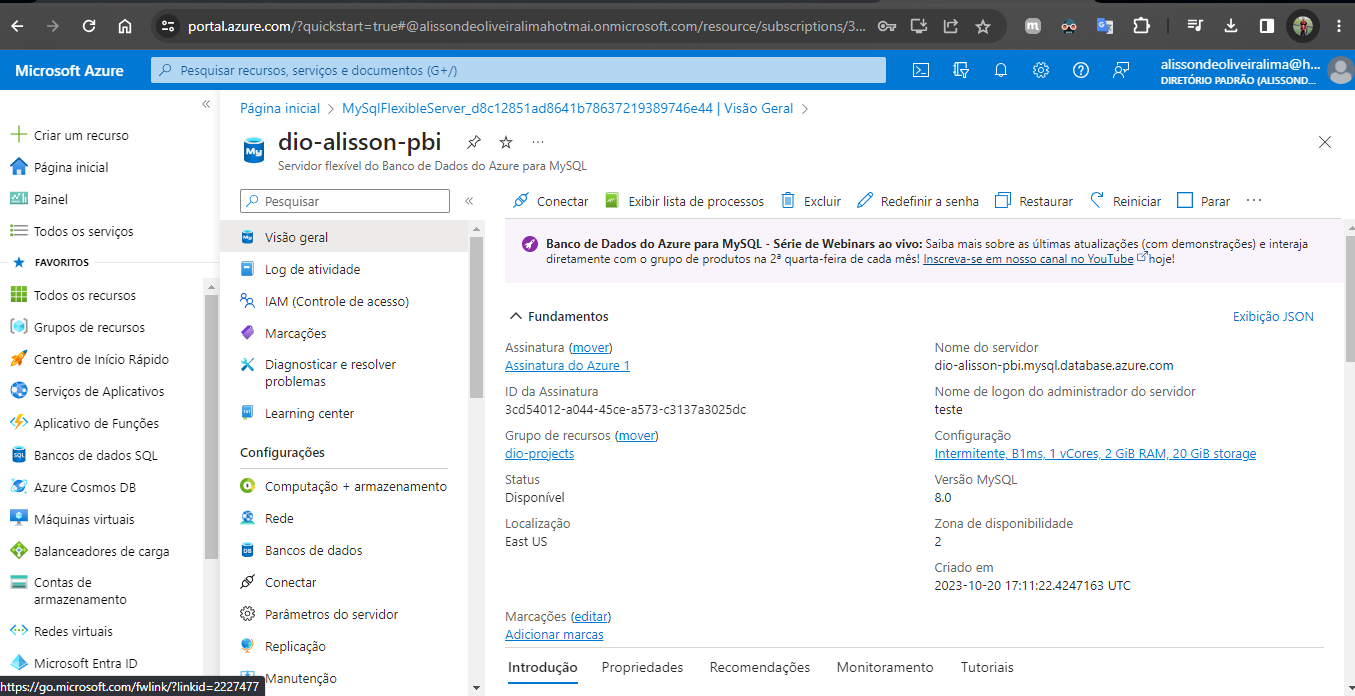 portal.azure.com/?quickstart=true#@alissondeoliveiralimahotmai.onmicrosoft.com/resource/subscriptions/3...
Microsoft Azure
Pesquisar recursos, serviços e documentos (G+/)
alissondeoliveiralima@h...
DIRETÓRIO PADRÃO (ALISSOND...
Criar um recurso
Página inicial
Painel
Todos os serviços
FAVORITOS
Todos os recursos
Grupos de recursos
Centro de Início Rápido
Serviços de Aplicativos
Aplicativo de Funções
Bancos de dados SQL
Azure Cosmos DB
Máquinas virtuais
Balanceadores de carga
Contas de
armazenamento
Redes virtuais
Microsoft Entra ID
https://go.microsoft.com/fwlink/?linkid=2227477
Página inicial > MySqlFlexibleServer_d8c12851ad8641b78637219389746e44 | Visão Geral >
My
dio-alisson-pbi
Servidor flexível do Banco de Dados do Azure para MySQL
Pesquisar
Visão geral
Log de atividade
IAM (Controle de acesso)
Marcações
Diagnosticar e resolver
problemas
Learning center
Configurações
Computação + armazenamento
Rede
Bancos de dados
Conectar
Parâmetros do servidor
Replicação
Manutenção
Conectar Exibir lista de processos Excluir Redefinir a senha Restaurar Reiniciar Parar ...
Banco de Dados do Azure para MySQL - Série de Webinars ao vivo: Saiba mais sobre as últimas atualizações (com demonstrações) e interaja
diretamente com o grupo de produtos na 2ª quarta-feira de cada mês! Inscreva-se em nosso canal no YouTube hoje!
Fundamentos
Exibição JSON
Assinatura (mover)
Assinatura do Azure 1
ID da Assinatura
3cd54012-a044-45ce-a573-c3137a3025dc
Grupo de recursos (mover)
dio-projects
Status
Disponível
Localização
East US
Nome do servidor
dio-alisson-pbi.mysql.database.azure.com
Nome de logon do administrador do servidor
teste
Configuração
Intermitente, B1ms, 1 vCores, 2 GiB RAM, 20 GiB storage
Versão MySQL
8.0
Zona de disponibilidade
2
Criado em
2023-10-20 17:11:22.4247163 UTC
Marcações (editar)
Adicionar marcas
Introdução Propriedades Recomendações Monitoramento Tutoriais